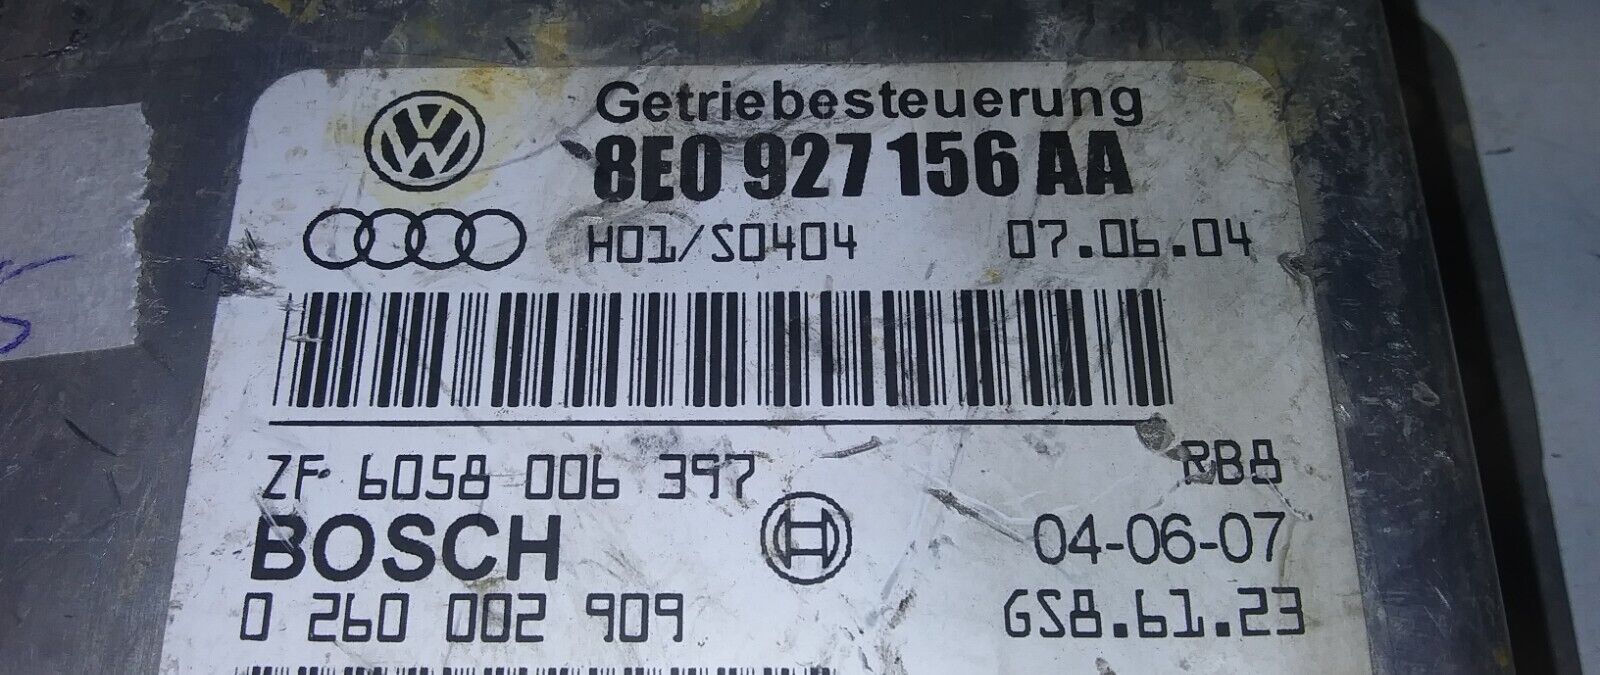 Getriebesteuerung
8E0 927 156 AA
H01/S0404 07.06.04
ZF 6058 006 397 RB8
BOSCH 04-06-07
0 260 002 909 GS8.61.23
5